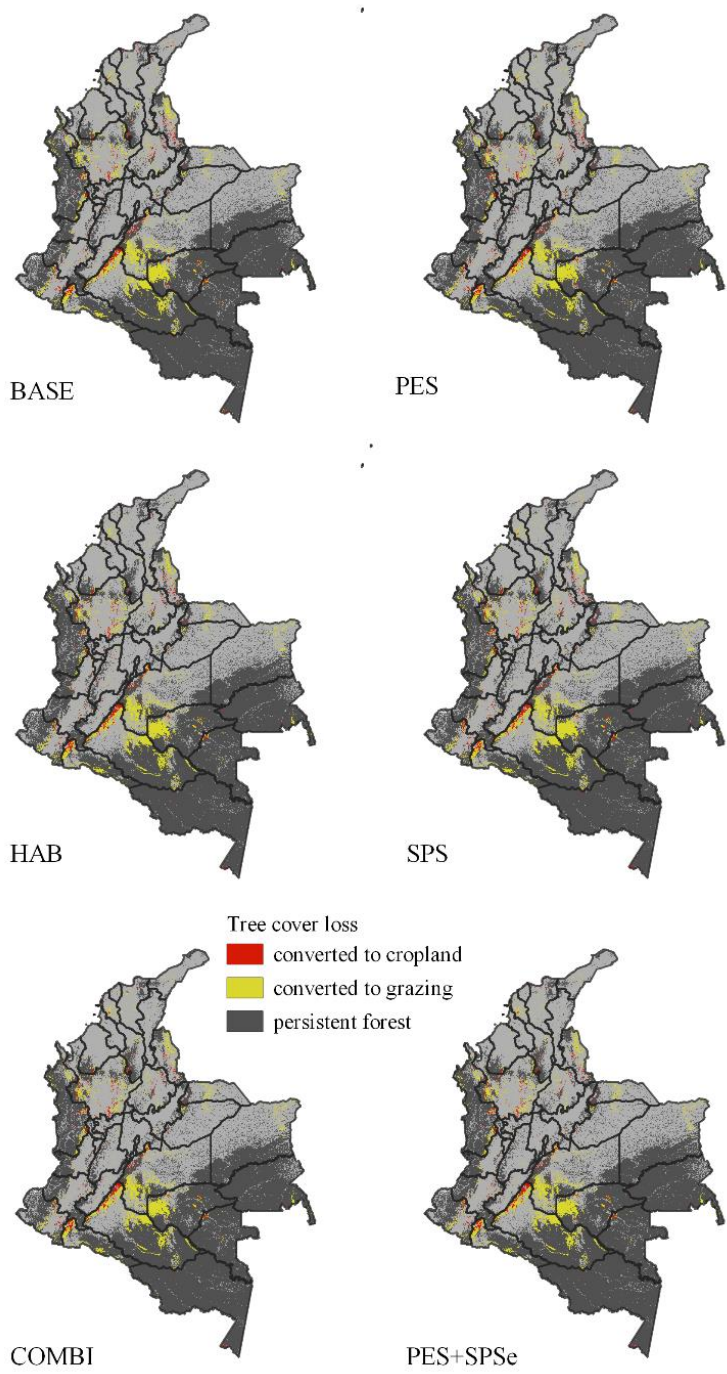 BASE
PES
HAB
SPS
Tree cover loss
converted to cropland
converted to grazing
persistent forest
COMBI
PES+SPSe